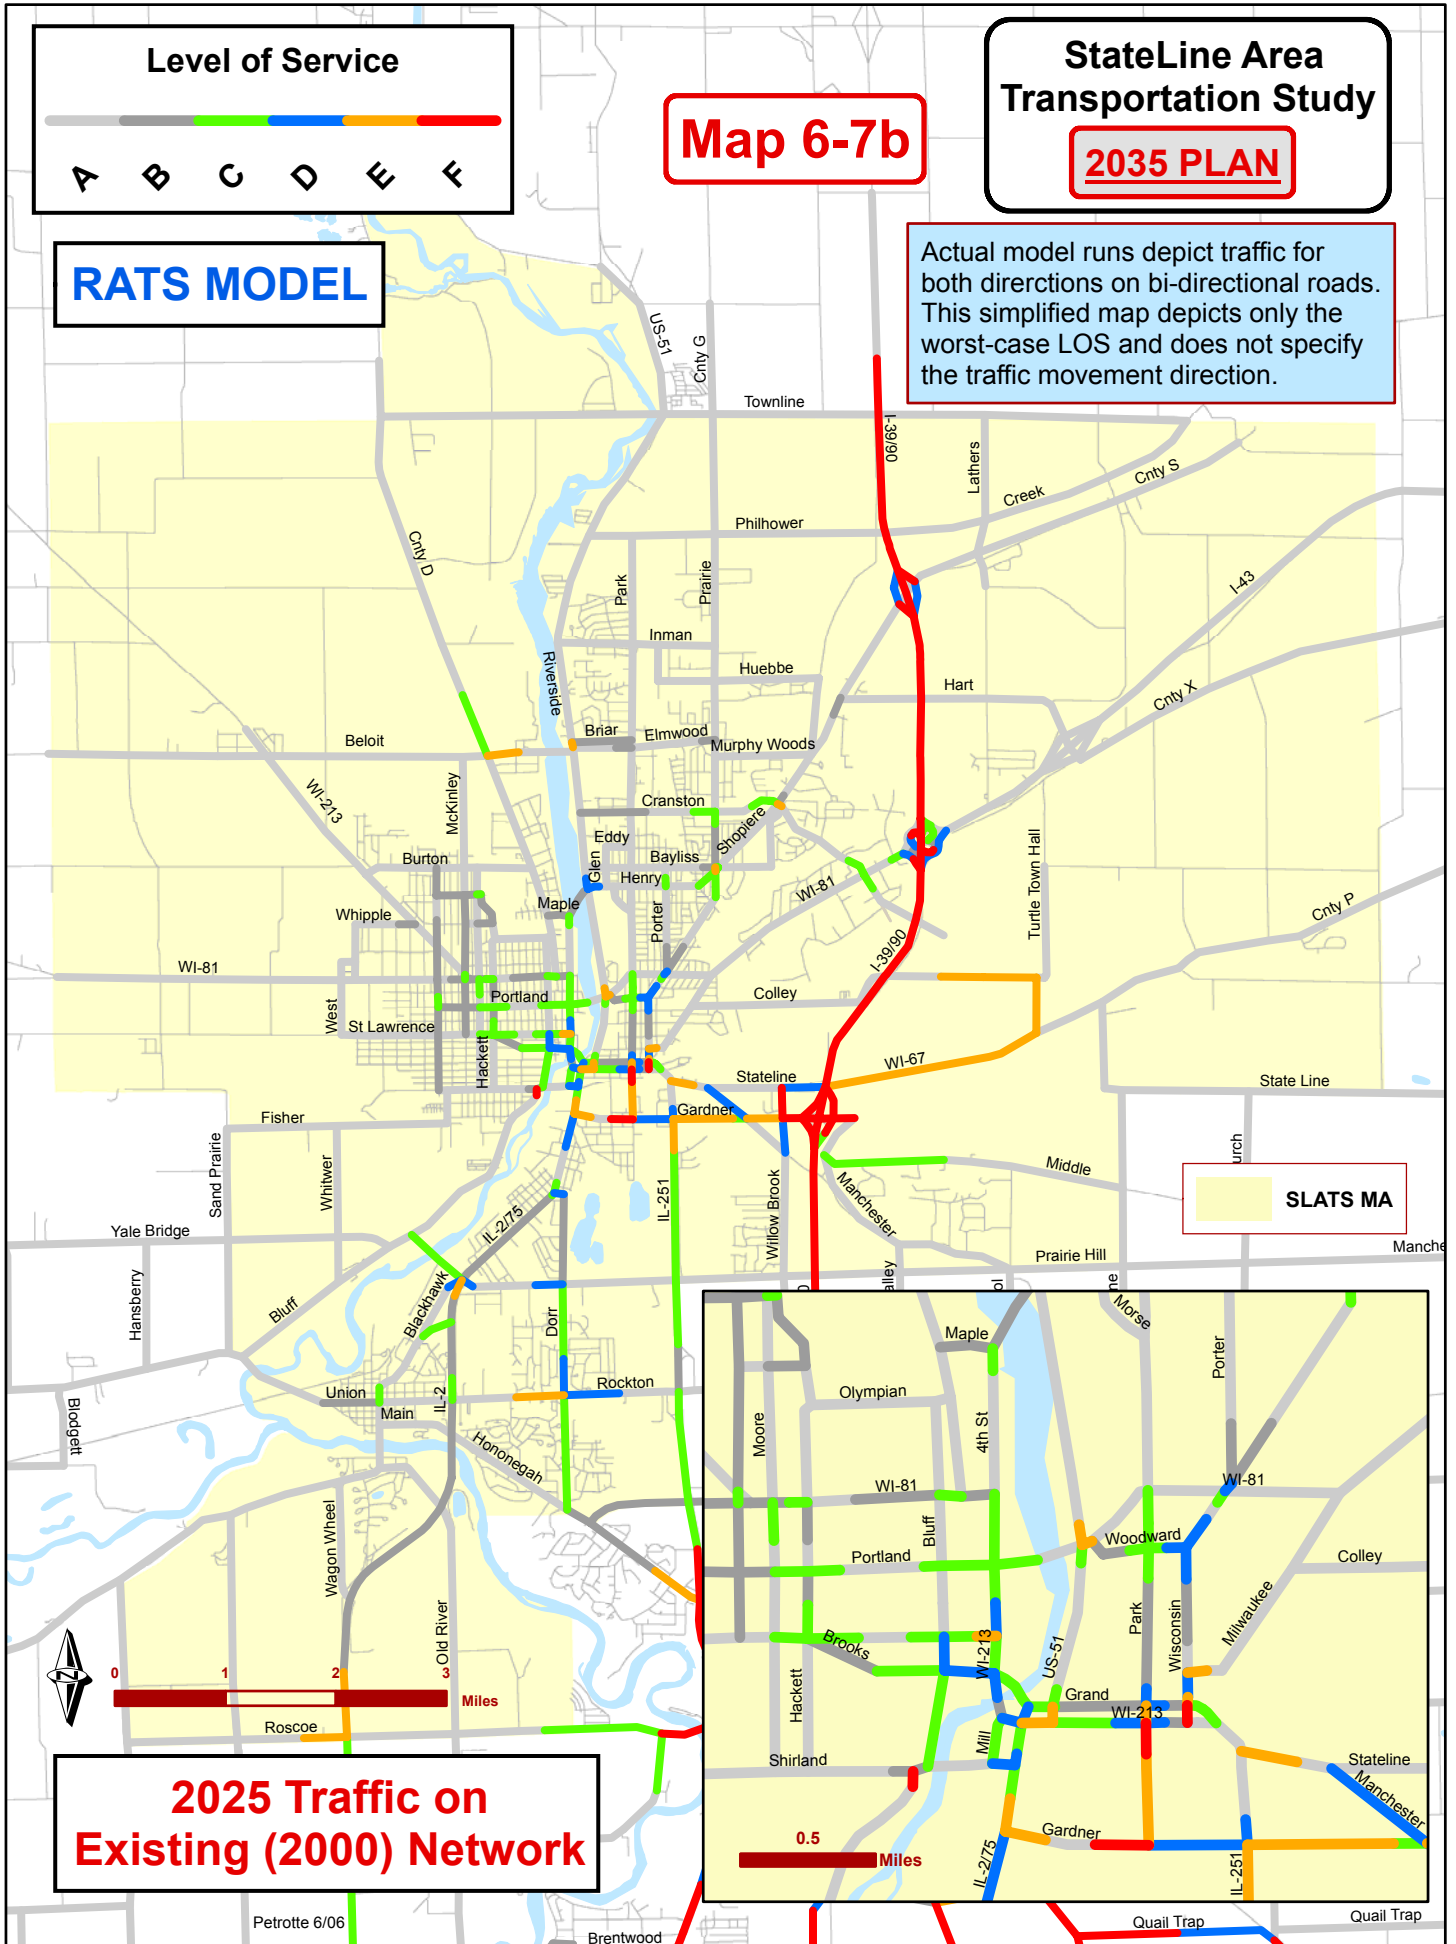 Level of Service
A B C D E F
Map 6-7b
StateLine Area
Transportation Study
2035 PLAN
RATS MODEL
Actual model runs depict traffic for
both direrctions on bi-directional roads.
This simplified map depicts only the
worst-case LOS and does not specify
the traffic movement direction.
US-51
Cnty G
Townline
I-39/90
Lathers
Cnty S
Creek
Philhower
Cnty D
Park
Prairie
I-43
Inman
Riverside
Huebbe
Hart
Cnty X
Beloit
Briar
Elmwood
Murphy Woods
WI-213
McKinley
Cranston
Shopiere
Eddy
Glen
Bayliss
Burton
Henry
WI-81
Turtle Town Hall
Maple
Whipple
Porter
Cnty P
WI-81
I-39/90
Portland
Colley
West
St Lawrence
Hackett
WI-67
Stateline
State Line
Fisher
Gardner
Sand Prairie
Whitwer
IL-251
Willow Brook
Manchester
Middle
urch
SLATS MA
Yale Bridge
IL-2/75
Prairie Hill
Manche
Hansberry
Bluff
Blackhawk
Dorr
0
alley
ol
ne
Union
Main
IL-2
Rockton
Blodgett
Hononegah
Wagon Wheel
Old River
N
0
1
2
3
Miles
Roscoe
2025 Traffic on
Existing (2000) Network
Petrotte 6/06
Brentwood
Quail Trap
Quail Trap
Morse
Maple
Porter
Olympian
Moore
4th St
WI-81
WI-81
Bluff
Woodward
Portland
Colley
Park
Wisconsin
Milwaukee
Brooks
WI-213
US-51
Hackett
Grand
WI-213
Mill
Shirland
Stateline
Manchester
Gardner
0.5
Miles
IL-2/75
IL-251